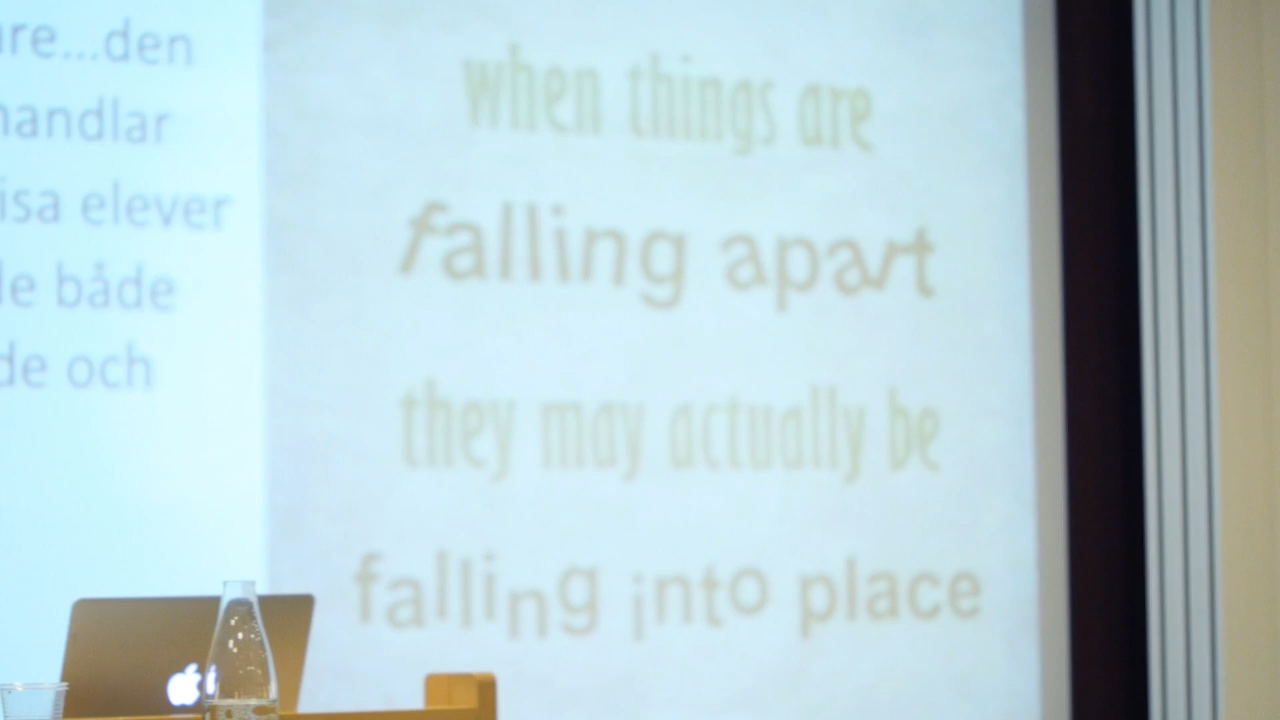 are...den
handlar
isa elever
de både
de och
when things are
falling apart
they may actually be
falling into place